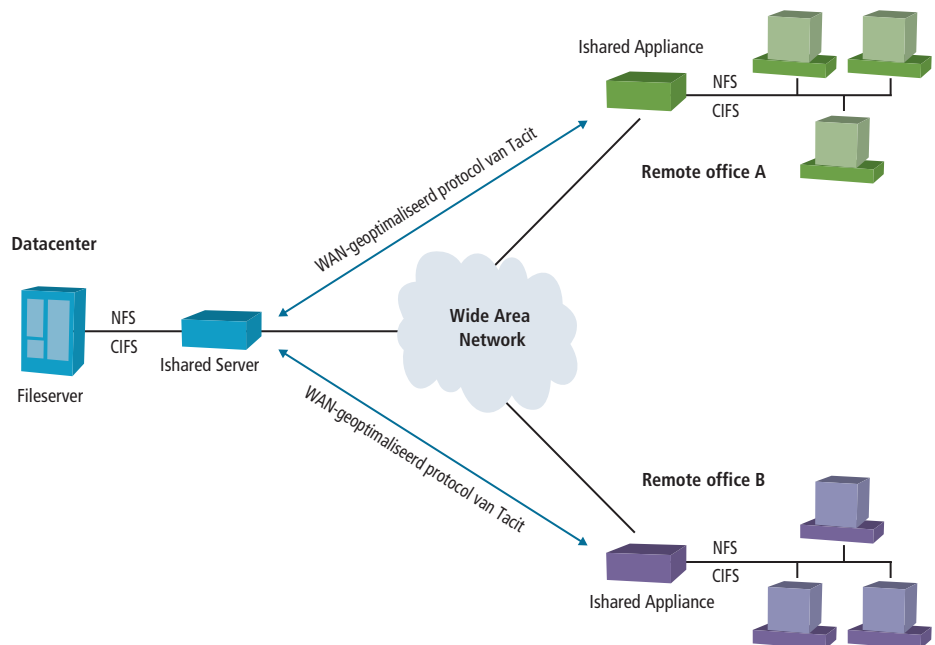 Ishared Appliance
NFS
CIFS
Remote office A
WAN-geoptimaliseerd protocol van Tacit
Datacenter
NFS
CIFS
Fileserver
Ishared Server
Wide Area
Network
WAN-geoptimaliseerd protocol van Tacit
Remote office B
NFS
CIFS
Ishared Appliance